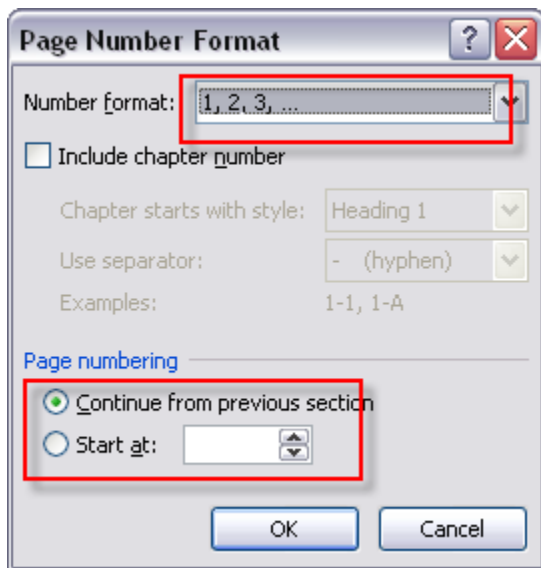 Page Number Format
Number format: 1, 2, 3, ...
Include chapter number
Chapter starts with style: Heading 1
Use separator: - (hyphen)
Examples: 1-1, 1-A
Page numbering
Continue from previous section
Start at:
OK Cancel